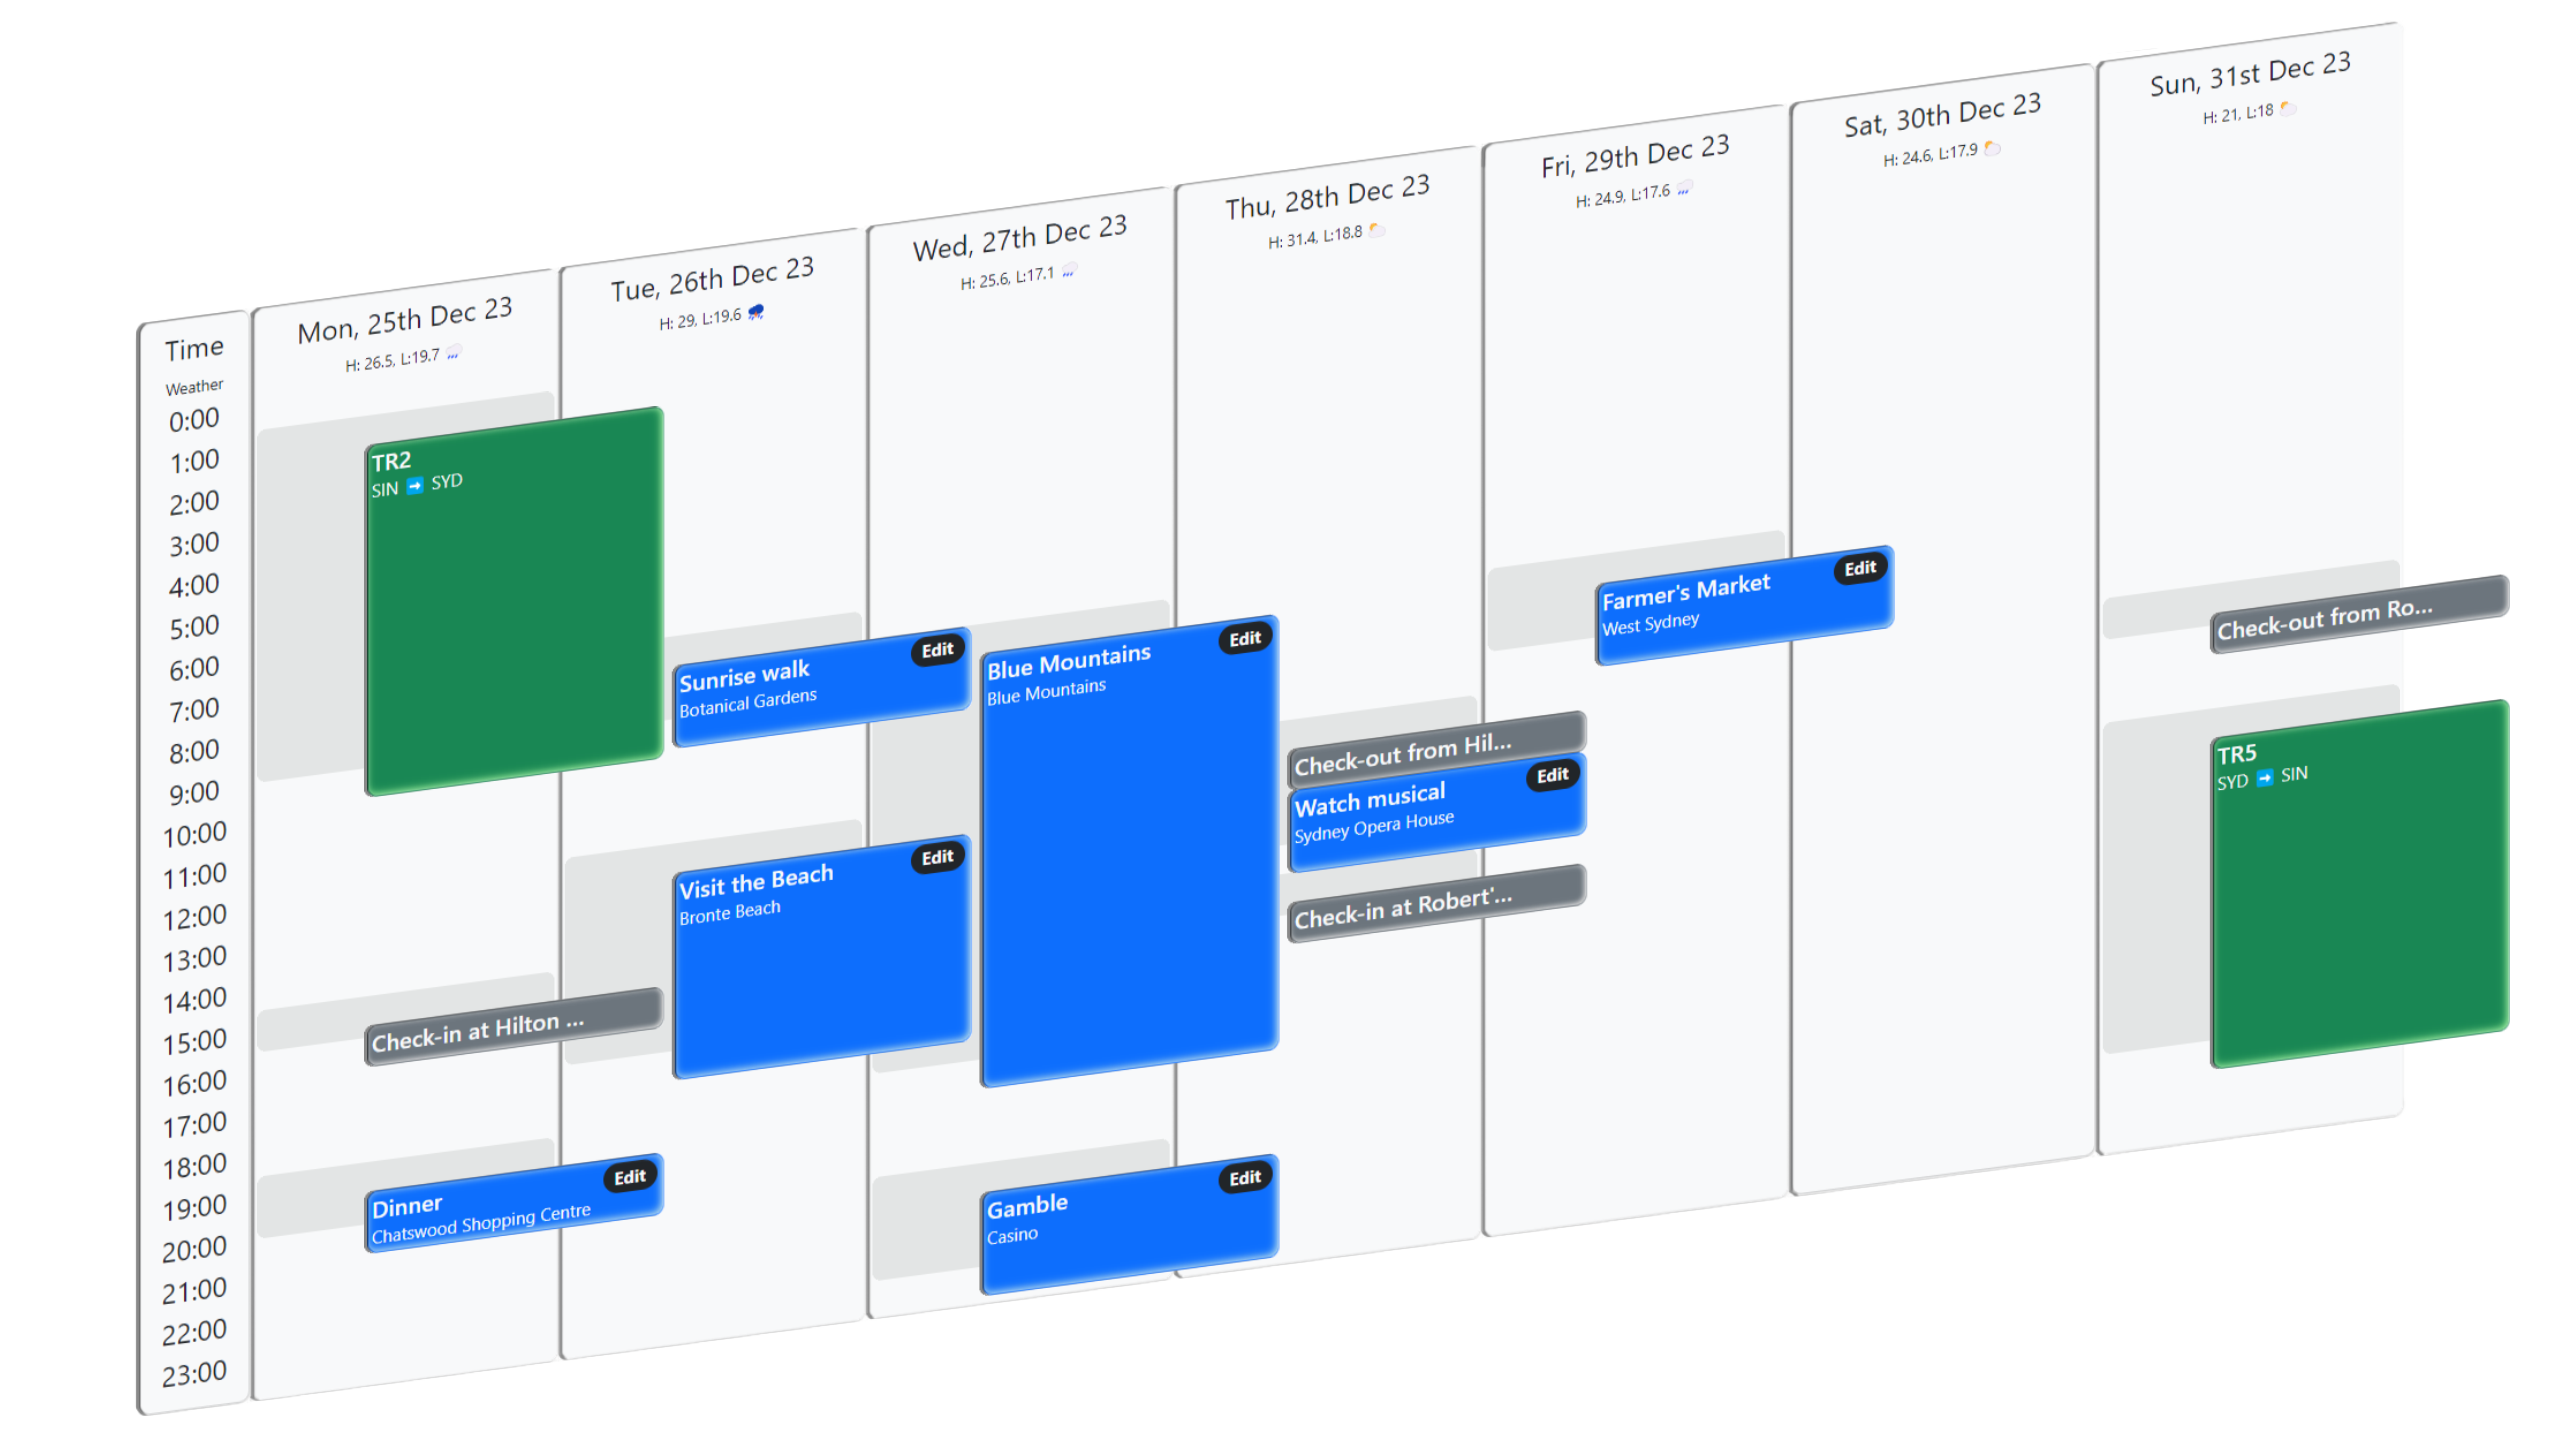 Time
Weather
0:00
1:00
2:00
3:00
4:00
5:00
6:00
7:00
8:00
9:00
10:00
11:00
12:00
13:00
14:00
15:00
16:00
17:00
18:00
19:00
20:00
21:00
22:00
23:00
Mon, 25th Dec 23
H: 26.5, L:19.7
TR2
SIN ➡ SYD
Check-in at Hilton ...
Dinner
Edit
Chatswood Shopping Centre
Tue, 26th Dec 23
H: 29, L:19.6
Sunrise walk
Edit
Botanical Gardens
Visit the Beach
Edit
Bronte Beach
Wed, 27th Dec 23
H: 25.6, L:17.1
Blue Mountains
Edit
Blue Mountains
Gamble
Edit
Casino
Thu, 28th Dec 23
H: 31.4, L:18.8
Check-out from Hil...
Watch musical
Edit
Sydney Opera House
Check-in at Robert'...
Fri, 29th Dec 23
H: 24.9, L:17.6
Farmer's Market
Edit
West Sydney
Sat, 30th Dec 23
H: 24.6, L:17.9
Sun, 31st Dec 23
H: 21, L:18
Check-out from Ro...
TR5
SYD ➡ SIN